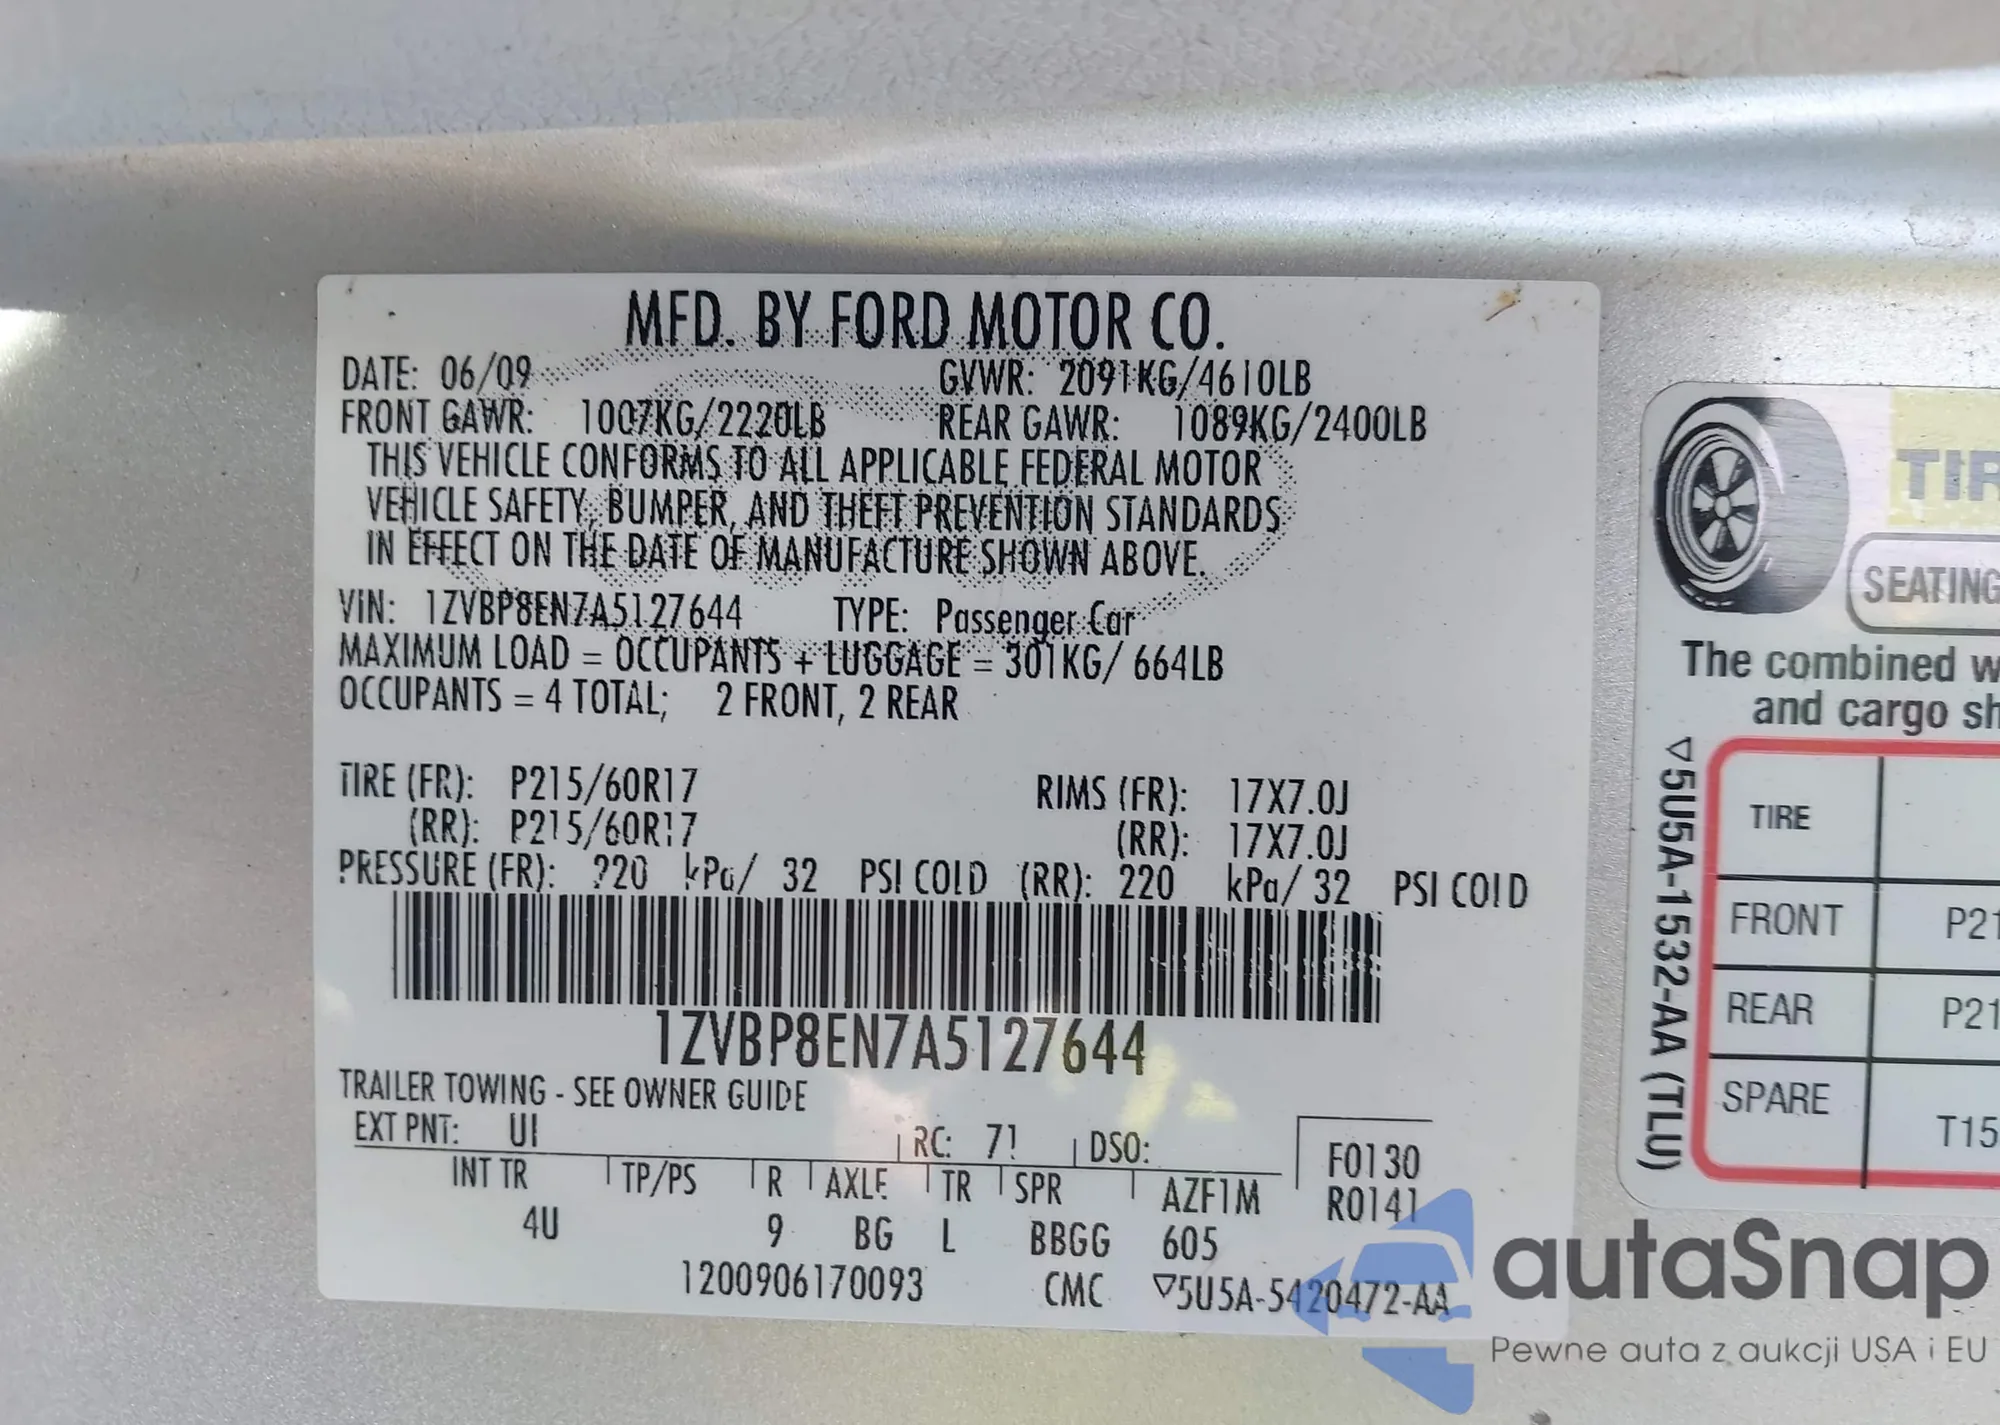 MFD. BY FORD MOTOR CO.
DATE: 06/09 GVWR: 2091KG/4610LB
FRONT GAWR: 1007KG/2220LB REAR GAWR: 1089KG/2400LB
THIS VEHICLE CONFORMS TO ALL APPLICABLE FEDERAL MOTOR
VEHICLE SAFETY, BUMPER, AND THEFT PREVENTION STANDARDS
IN EFFECT ON THE DATE OF MANUFACTURE SHOWN ABOVE.
VIN: 1ZVBP8EN7A5127644 TYPE: Passenger Car
MAXIMUM LOAD = OCCUPANTS + LUGGAGE = 301KG/ 664LB
OCCUPANTS = 4 TOTAL; 2 FRONT, 2 REAR
TIRE (FR): P215/60R17 RIMS (FR): 17X7.0J
(RR): P215/60R17 (RR): 17X7.0J
PRESSURE (FR): 220 kPa/ 32 PSI COLD (RR): 220 kPa/ 32 PSI COLD
1ZVBP8EN7A5127644
TRAILER TOWING - SEE OWNER GUIDE
EXT PNT: UI RC: 71 DSO: F0130
INT TR TP/PS R AXLE TR SPR AZF1M R0141
4U 9 BG L BBGG 605
1200906170093 CMC ▽5U5A-5420472-AA
TIR
SEATING
The combined w
and cargo sh
▽5U5A-1532-AA (TLU)
TIRE
FRONT P21
REAR P21
SPARE T15
autaSnap
Pewne auta z aukcji USA i EU